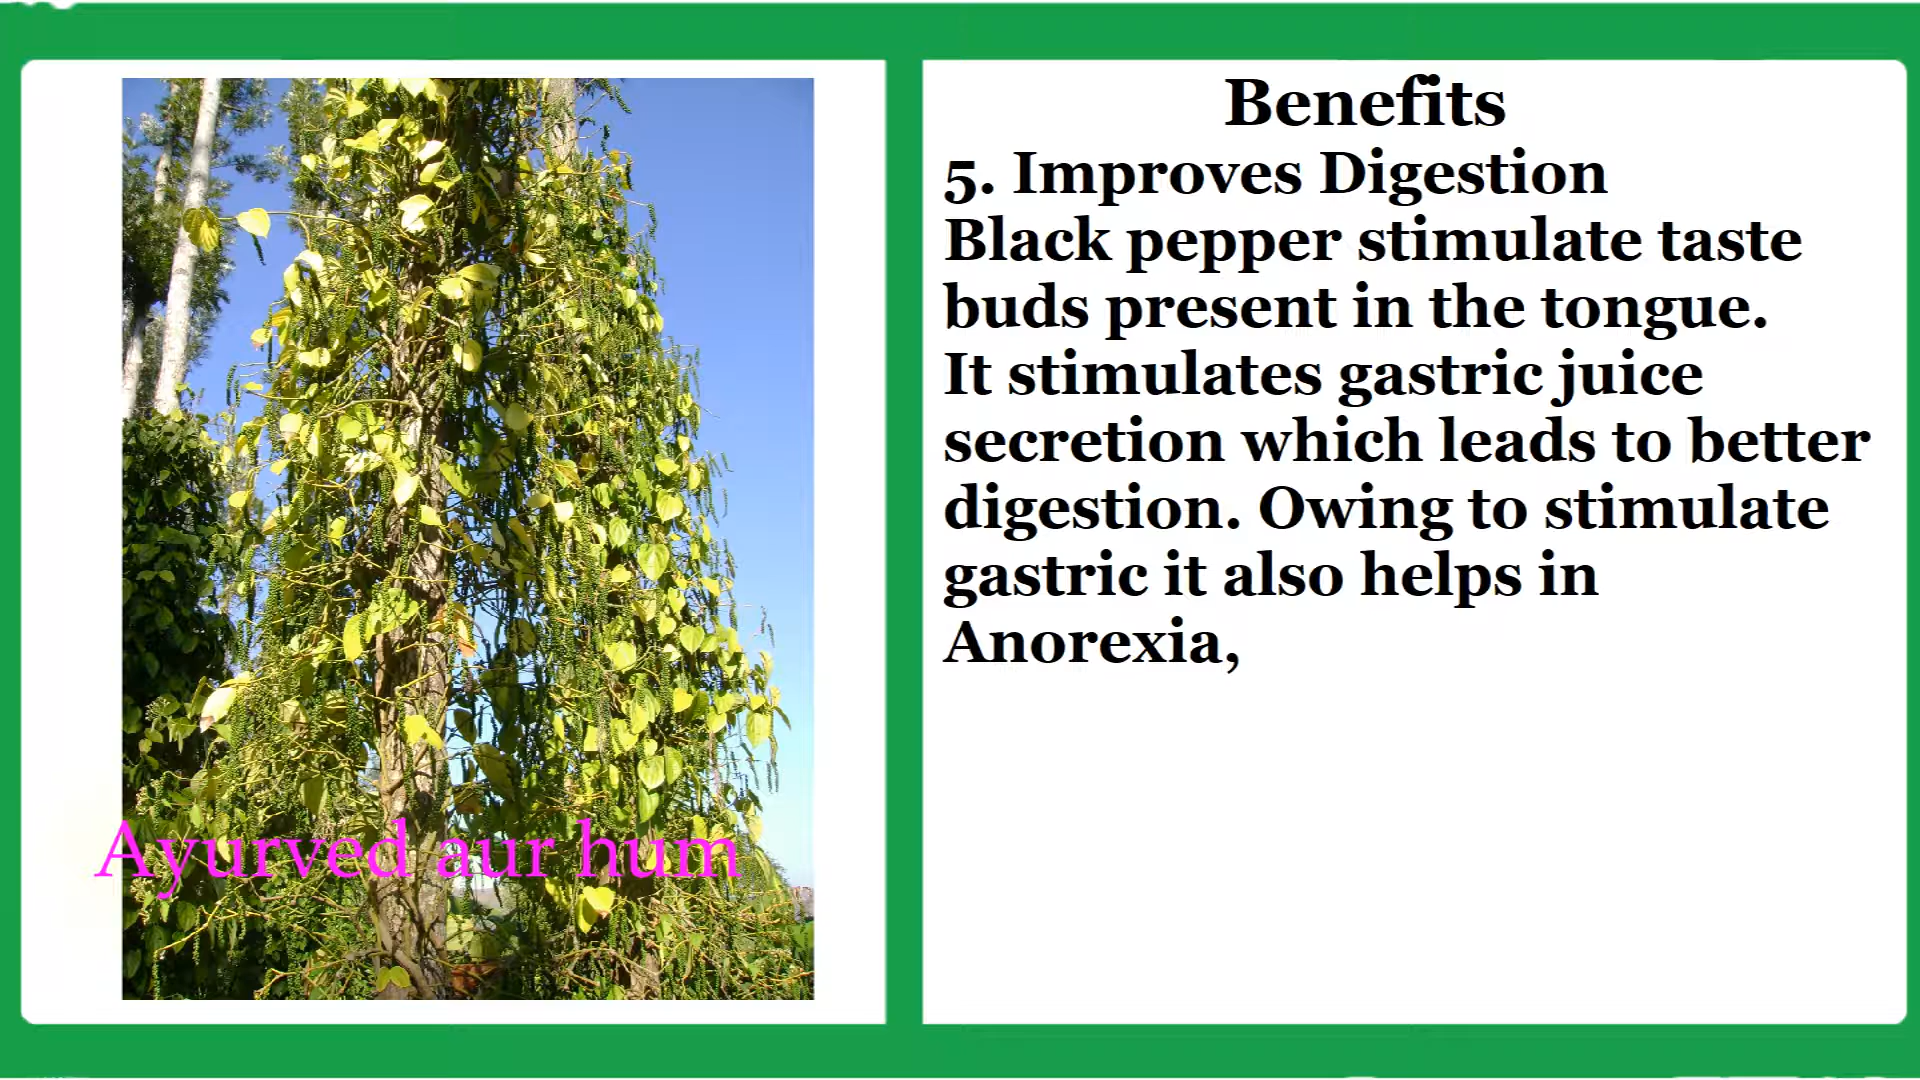 Benefits
5. Improves Digestion
Black pepper stimulate taste
buds present in the tongue.
It stimulates gastric juice
secretion which leads to better
digestion. Owing to stimulate
gastric it also helps in
Anorexia,
Ayurved aur hum